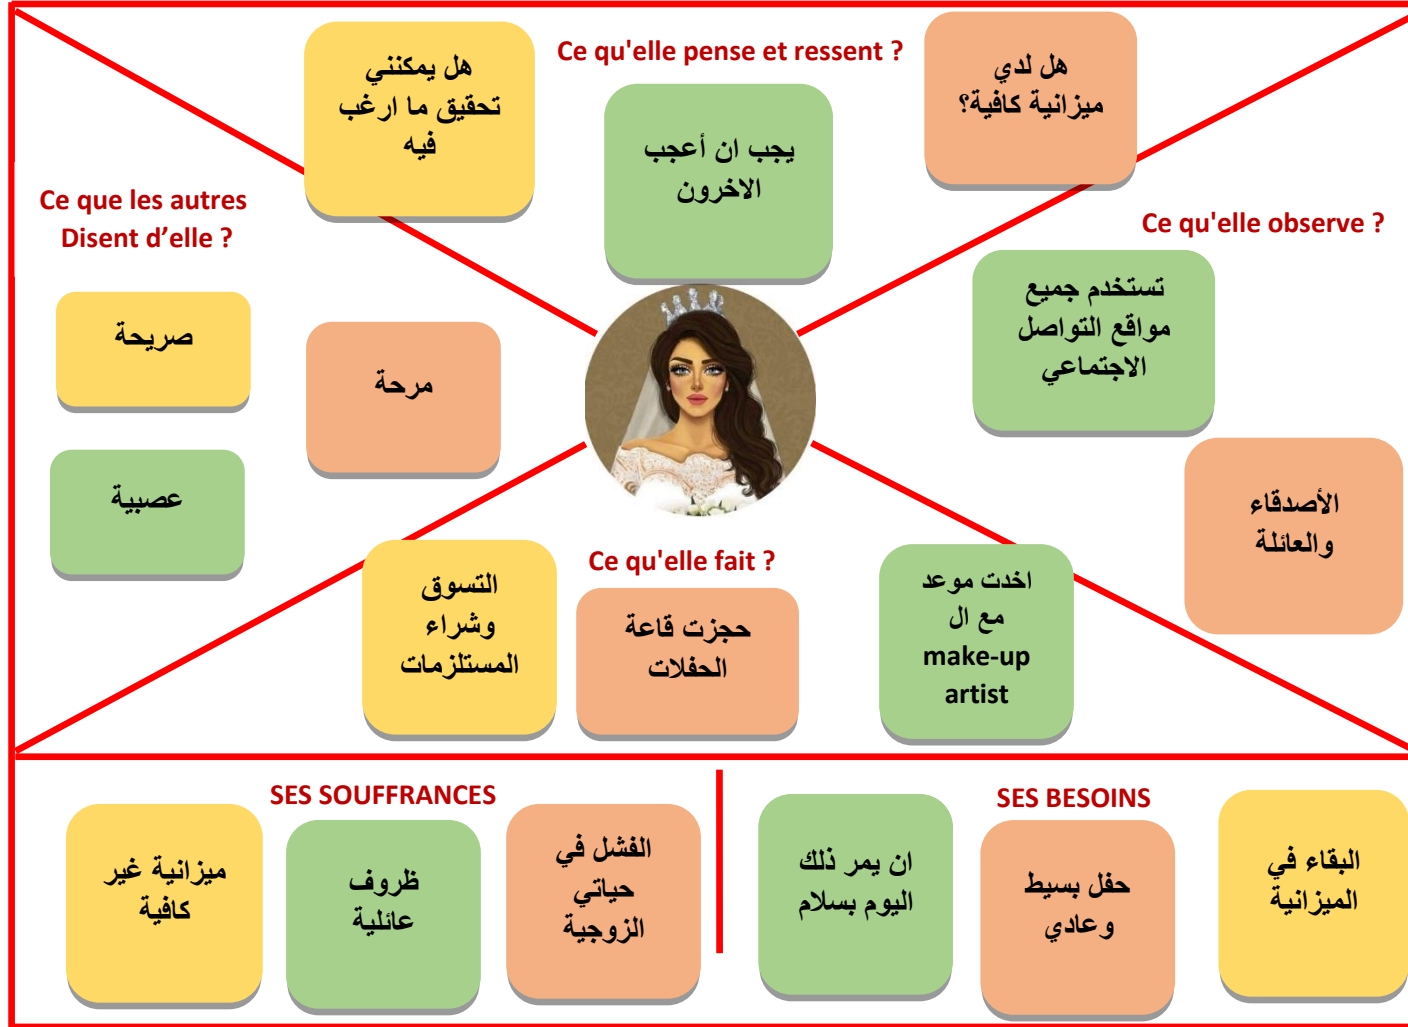 Ce qu'elle pense et ressent ?
هل يمكنني
تحقيق ما ارغب
فيه
يجب ان أعجب
الاخرون
هل لدي
ميزانية كافية؟
Ce que les autres
Disent d’elle ?
صريحة
مرحة
عصبية
Ce qu'elle observe ?
تستخدم جميع
مواقع التواصل
الاجتماعي
الأصدقاء
والعائلة
Ce qu'elle fait ?
التسوق
وشراء
المستلزمات
حجزت قاعة
الحفلات
اخدت موعد
مع ال
make-up
artist
SES SOUFFRANCES
ميزانية غير
كافية
ظروف
عائلية
الفشل في
حياتي
الزوجية
SES BESOINS
ان يمر ذلك
اليوم بسلام
حفل بسيط
وعادي
البقاء في
الميزانية